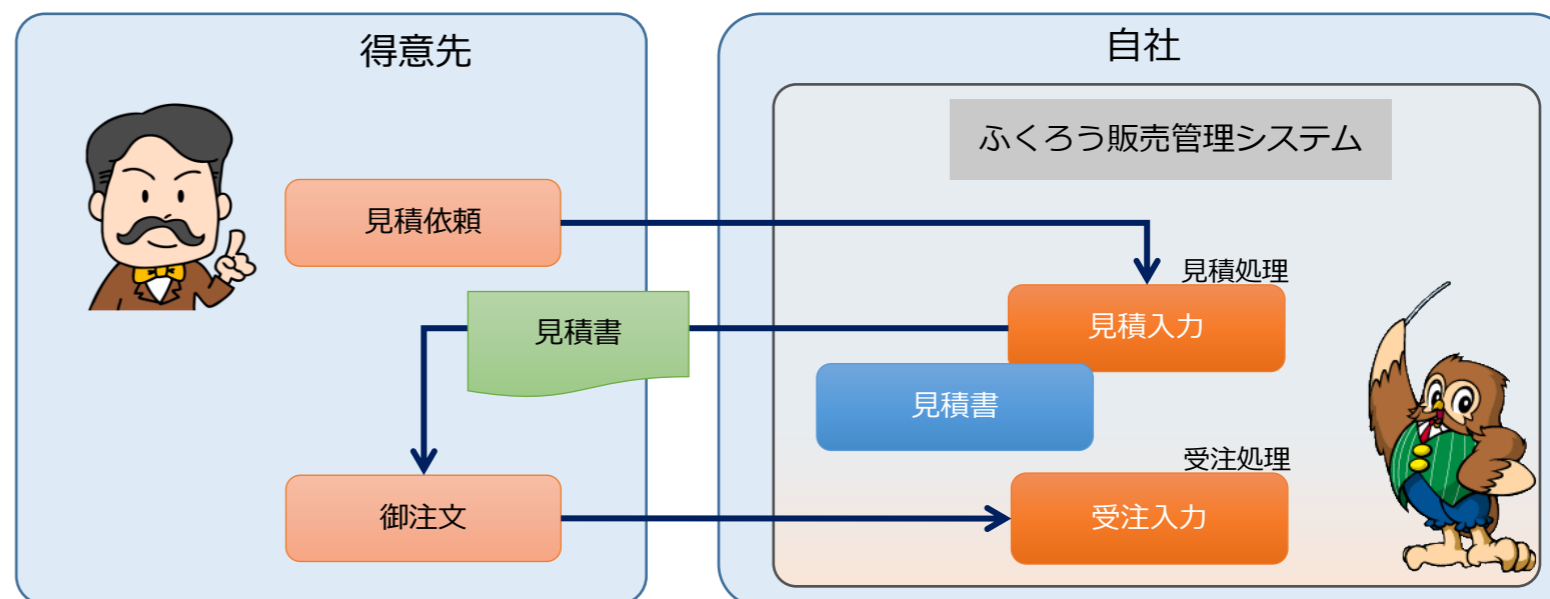 得意先
自社
ふくろう販売管理システム
見積依頼
見積処理
見積書
見積入力
見積書
受注処理
御注文
受注入力